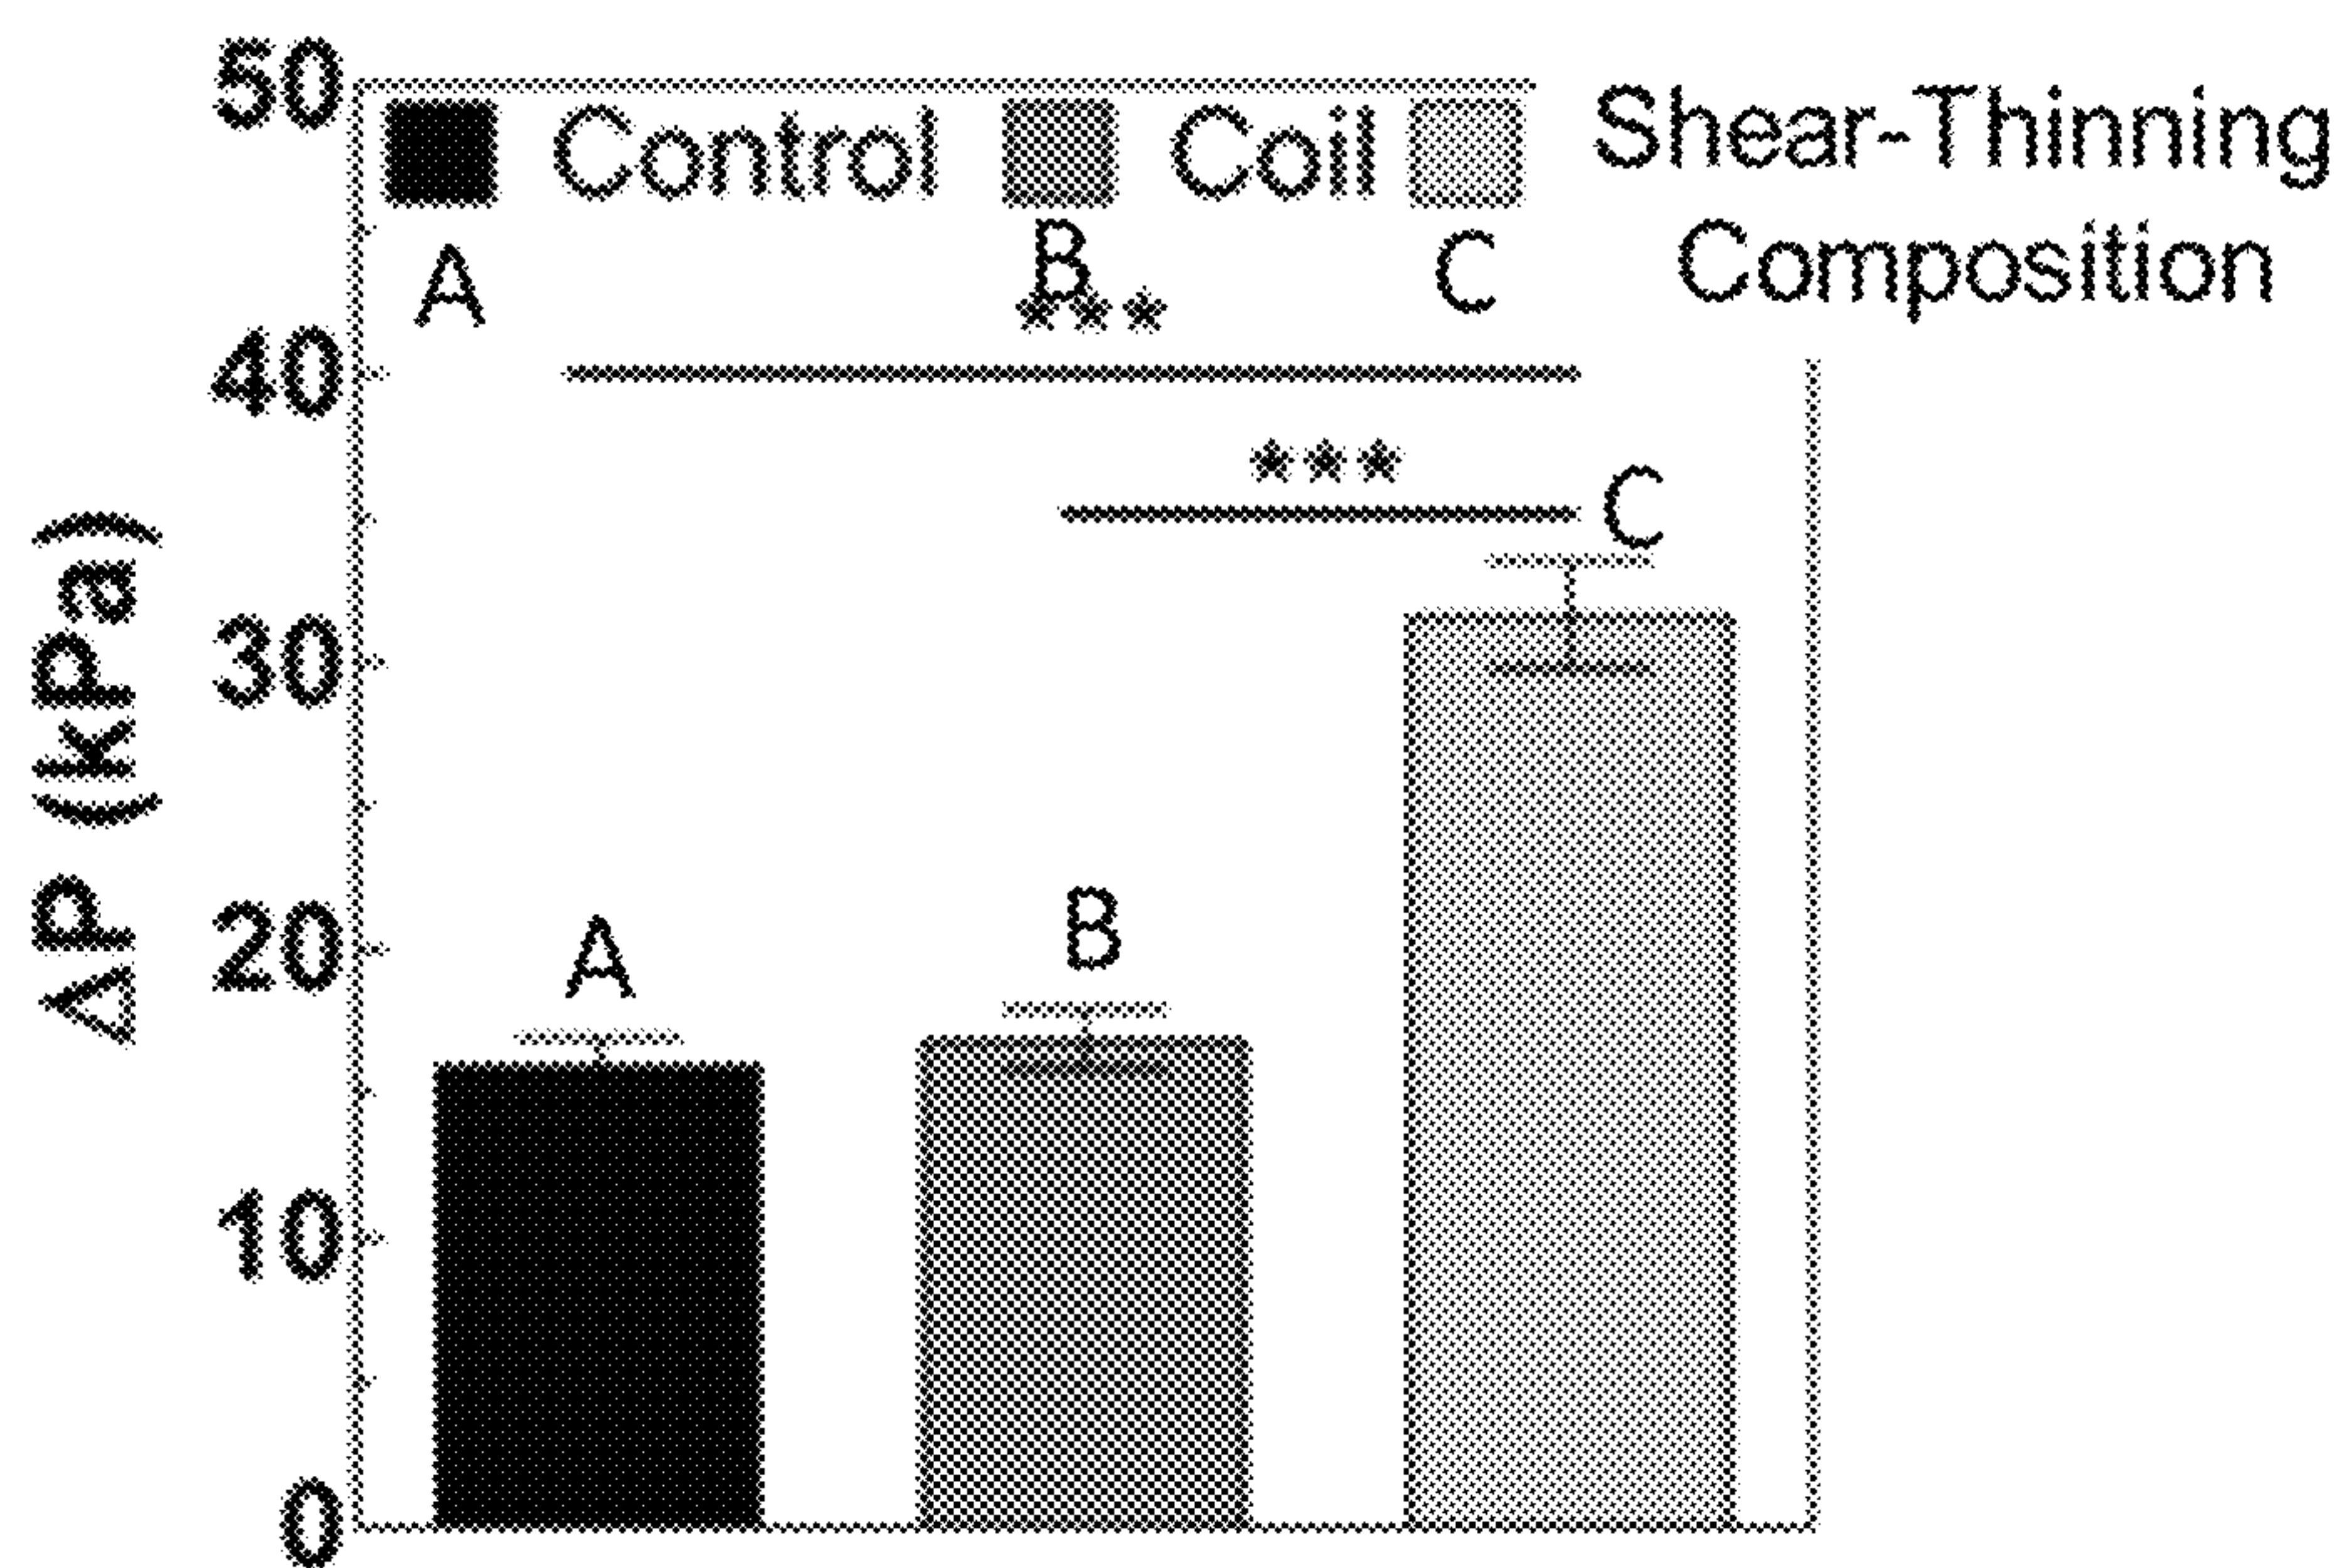 50
Control Coil Shear-Thinning
A B C Composition
***
40
***
C
ΔP (kPa)
30
20
A B
10
0